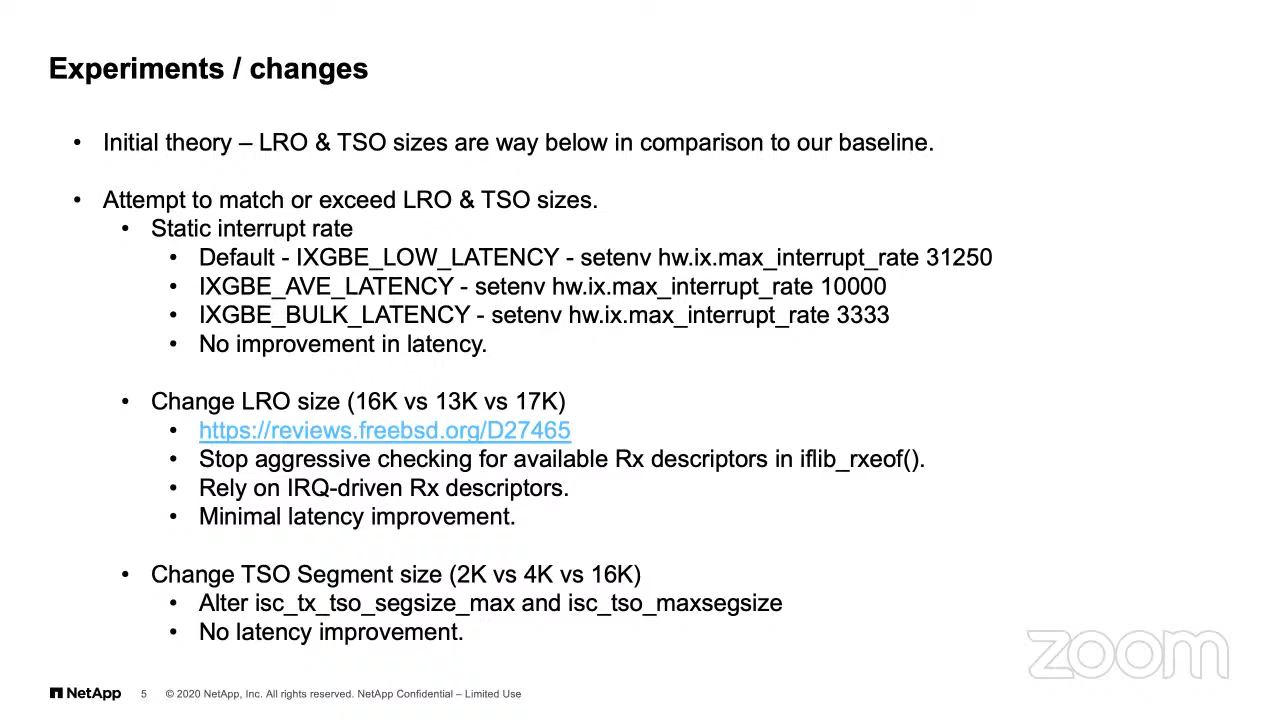 Experiments / changes
• Initial theory – LRO & TSO sizes are way below in comparison to our baseline.
• Attempt to match or exceed LRO & TSO sizes.
• Static interrupt rate
• Default - IXGBE_LOW_LATENCY - setenv hw.ix.max_interrupt_rate 31250
• IXGBE_AVE_LATENCY - setenv hw.ix.max_interrupt_rate 10000
• IXGBE_BULK_LATENCY - setenv hw.ix.max_interrupt_rate 3333
• No improvement in latency.
• Change LRO size (16K vs 13K vs 17K)
• https://reviews.freebsd.org/D27465
• Stop aggressive checking for available Rx descriptors in iflib_rxeof().
• Rely on IRQ-driven Rx descriptors.
• Minimal latency improvement.
• Change TSO Segment size (2K vs 4K vs 16K)
• Alter isc_tx_tso_segsize_max and isc_tso_maxsegsize
• No latency improvement.
zoom
NetApp 5 © 2020 NetApp, Inc. All rights reserved. NetApp Confidential – Limited Use